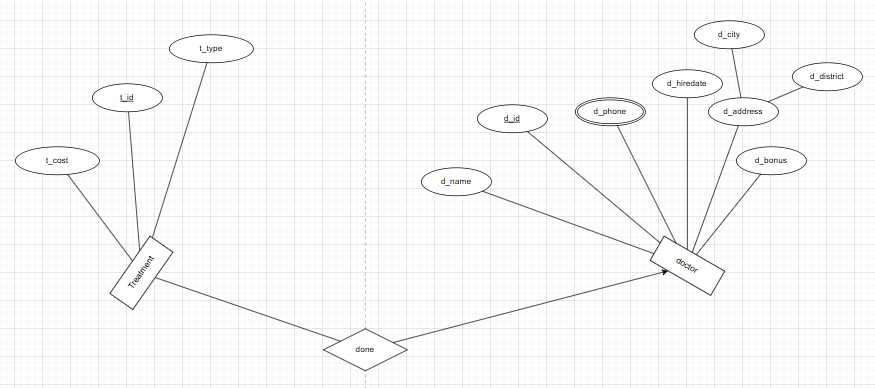 d_city
t_type
d_district
d_hiredate
t_id
d_phone
d_address
d_id
t_cost
d_bonus
d_name
Treatment
doctor
done